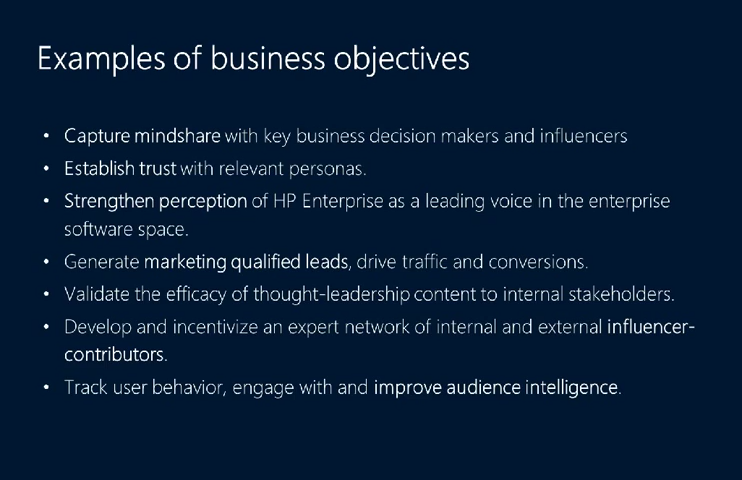 Examples of business objectives
• Capture mindshare with key business decision makers and influencers
• Establish trust with relevant personas.
• Strengthen perception of HP Enterprise as a leading voice in the enterprise
software space.
• Generate marketing qualified leads, drive traffic and conversions.
• Validate the efficacy of thought-leadership content to internal stakeholders.
• Develop and incentivize an expert network of internal and external influencer-
contributors.
• Track user behavior, engage with and improve audience intelligence.